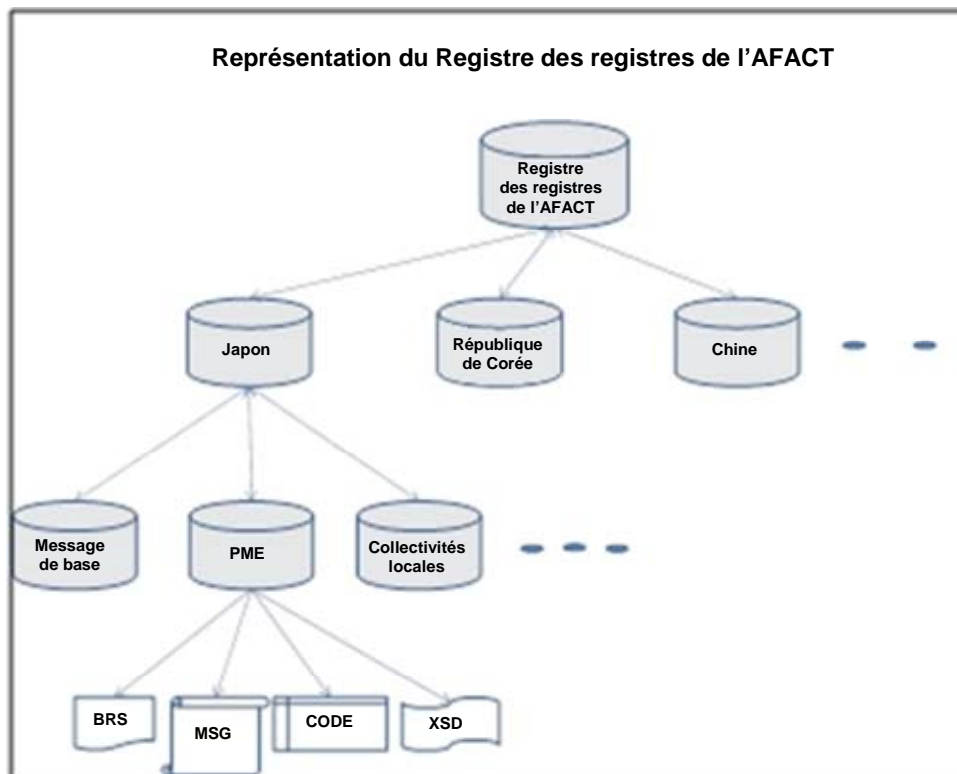 Représentation du Registre des registres de l’AFACT
Registre
des registres
de l’AFACT
Japon
République
de Corée
Chine
Message
de base
PME
Collectivités
locales
BRS
MSG
CODE
XSD